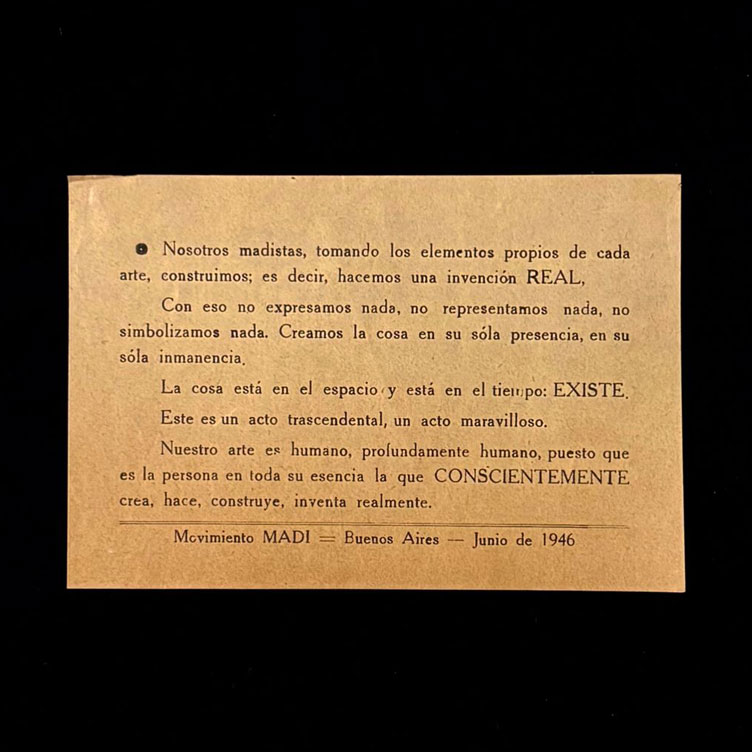 ● Nosotros madistas, tomando los elementos propios de cada
arte, construimos; es decir, hacemos una invención REAL,
Con eso no expresamos nada, no representamos nada, no
simbolizamos nada. Creamos la cosa en su sóla presencia, en su
sóla inmanencia.
La cosa está en el espacio y está en el tiempo: EXISTE.
Este es un acto trascendental, un acto maravilloso.
Nuestro arte es humano, profundamente humano, puesto que
es la persona en toda su esencia la que CONSCIENTEMENTE
crea, hace, construye, inventa realmente.
Movimiento MADI = Buenos Aires — Junio de 1946